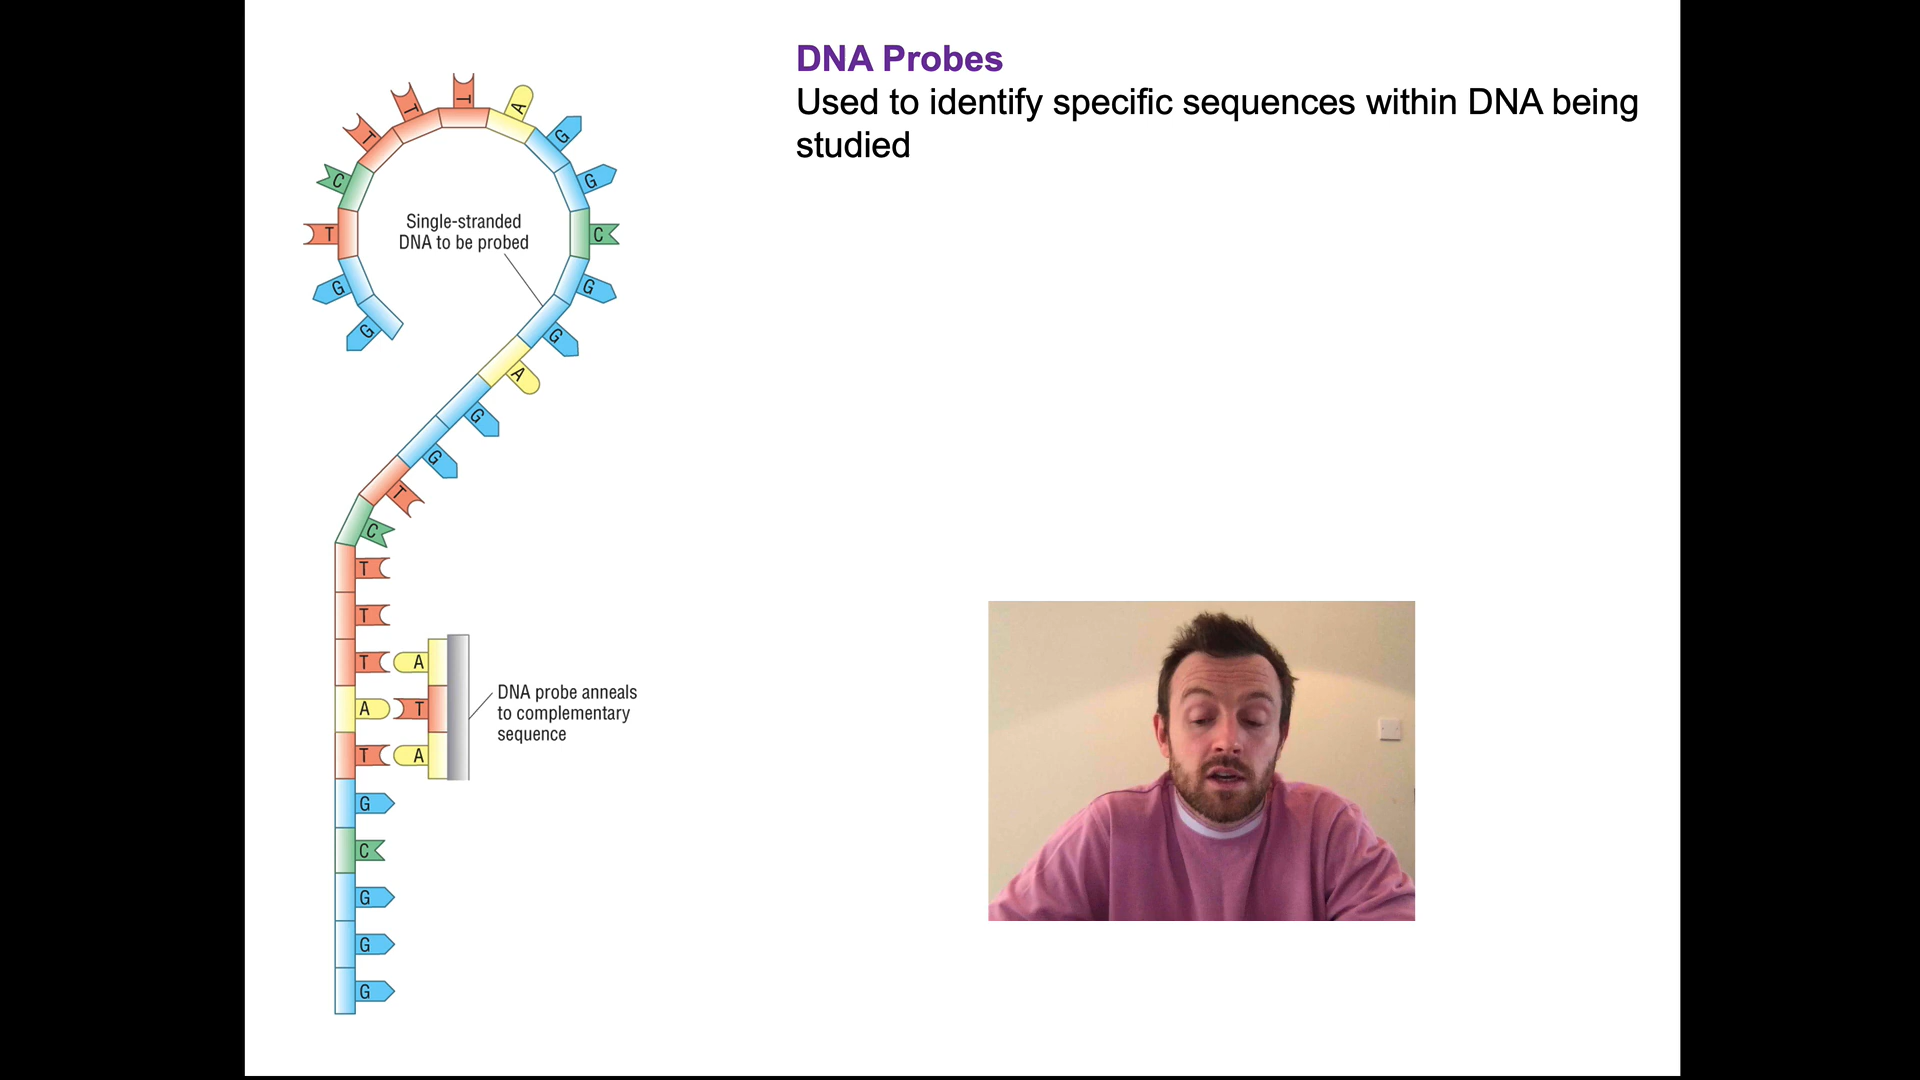 DNA Probes
Used to identify specific sequences within DNA being
studied
T
T
T
A
G
G
C
G
G
A
G
G
T
C
T
T
C
T
G
G
Single-stranded
DNA to be probed
T
T A
A T
T A
G
C
G
G
G
DNA probe anneals
to complementary
sequence